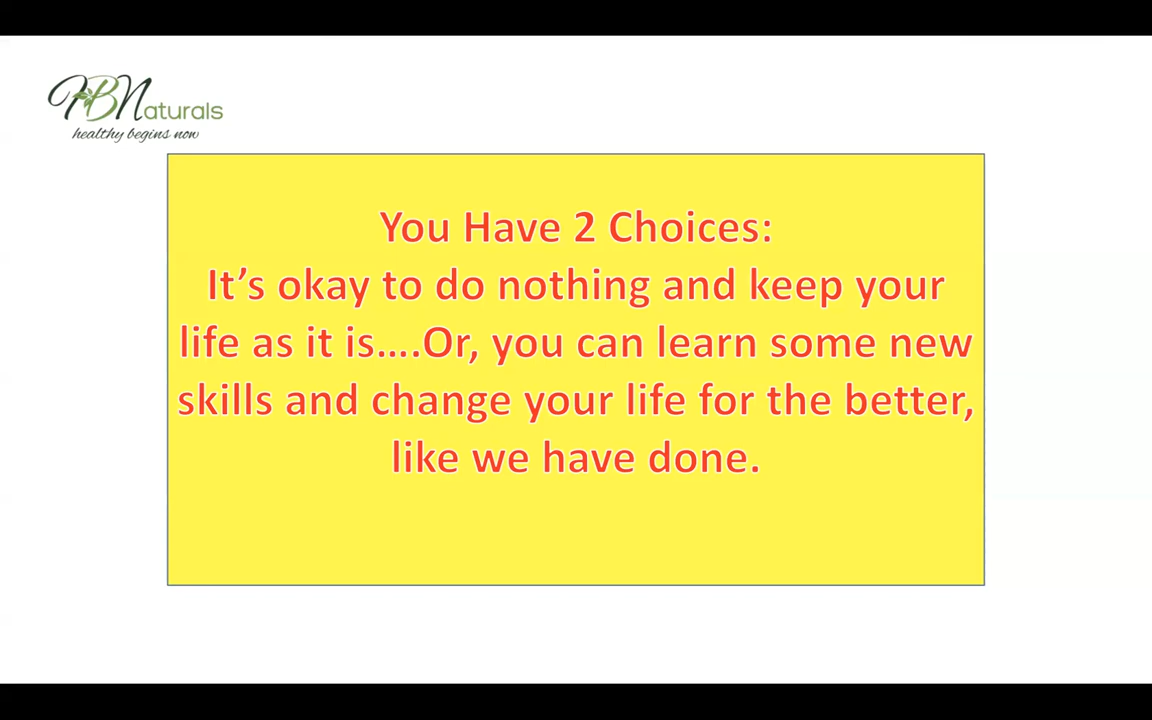 HBNaturals
healthy begins now
You Have 2 Choices:
It’s okay to do nothing and keep your
life as it is....Or, you can learn some new
skills and change your life for the better,
like we have done.